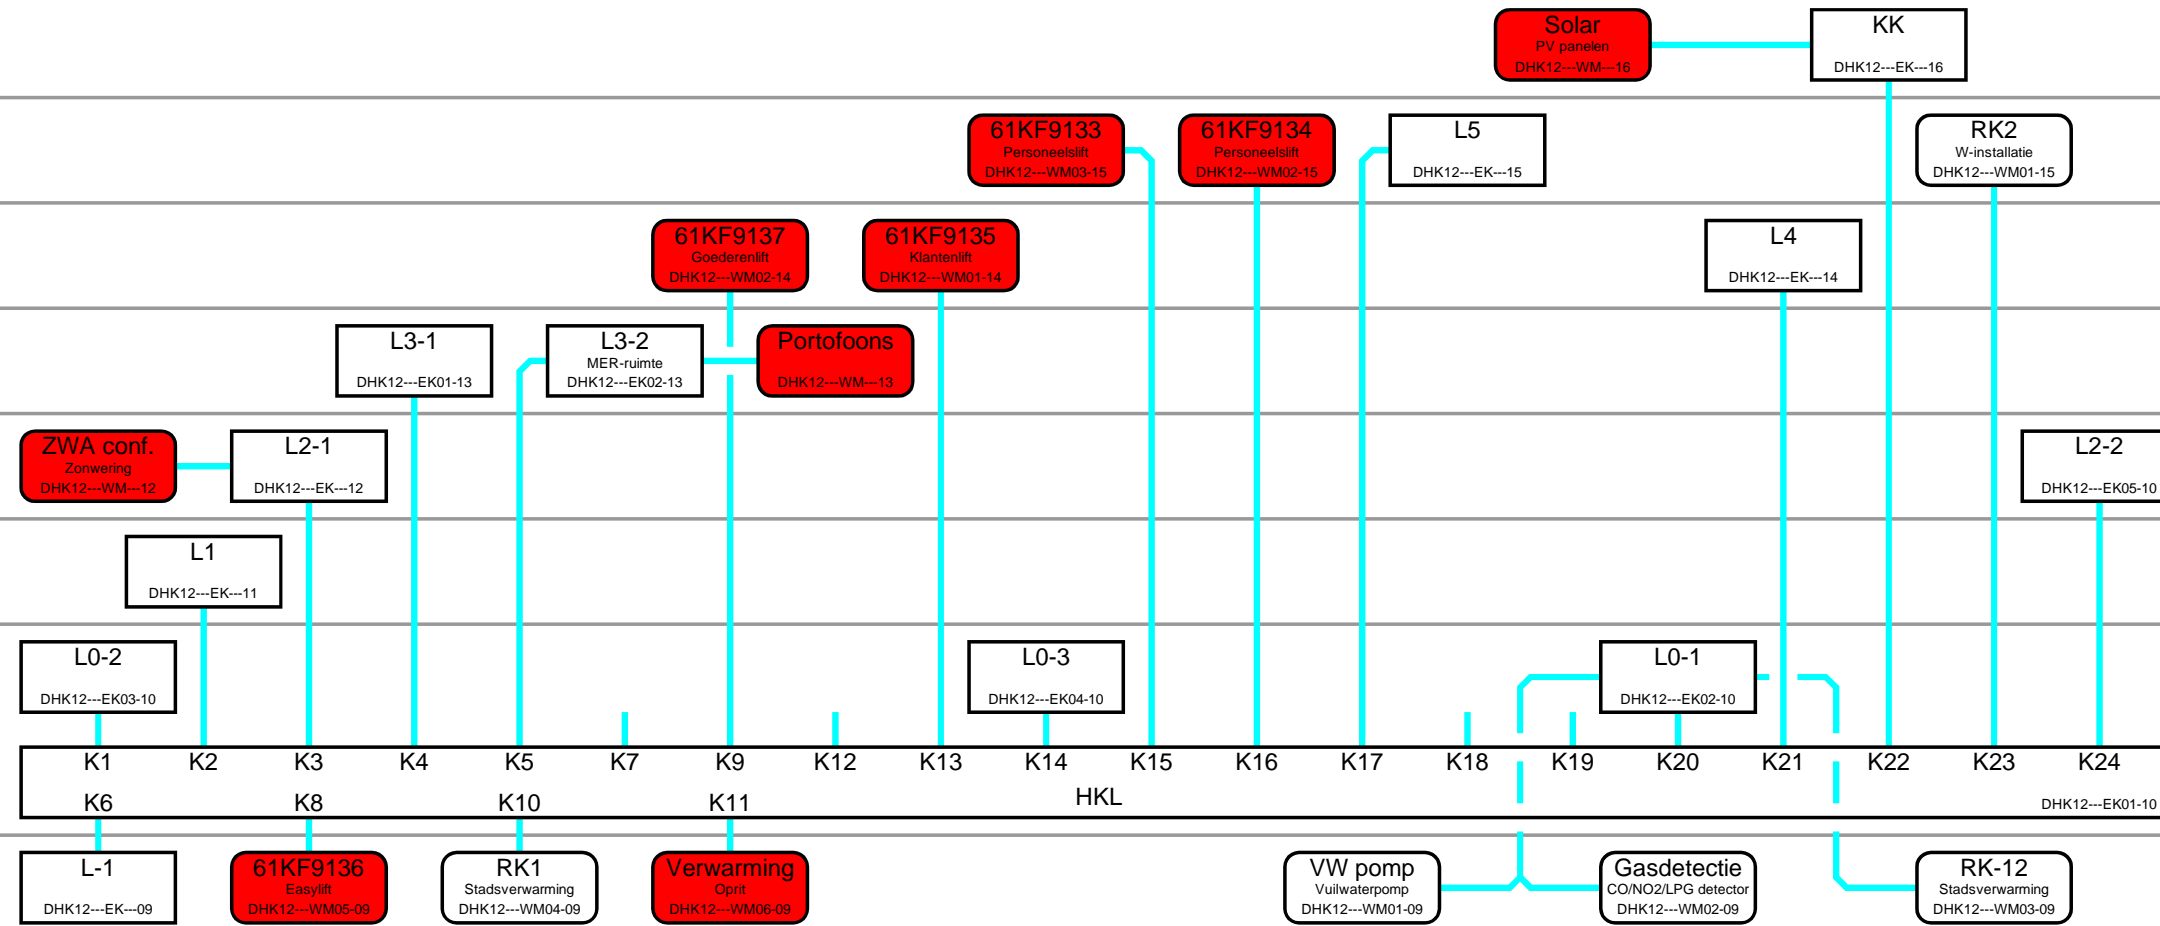 Solar
PV panelen
DHK12---WM---16
KK
DHK12---EK---16
61KF9133
Personeelslift
DHK12---WM03-15
61KF9134
Personeelslift
DHK12---WM02-15
L5
DHK12---EK---15
RK2
W-installatie
DHK12---WM01-15
61KF9137
Goederenlift
DHK12---WM02-14
61KF9135
Klantenlift
DHK12---WM01-14
L4
DHK12---EK---14
L3-1
DHK12---EK01-13
L3-2
MER-ruimte
DHK12---EK02-13
Portofoons
DHK12---WM---13
ZWA conf.
Zonwering
DHK12---WM---12
L2-1
DHK12---EK---12
L2-2
DHK12---EK05-10
L1
DHK12---EK---11
L0-2
DHK12---EK03-10
L0-3
DHK12---EK04-10
L0-1
DHK12---EK02-10
K1 K2 K3 K4 K5 K7 K9 K12 K13 K14 K15 K16 K17 K18 K19 K20 K21 K22 K23 K24
K6 K8 K10 K11 HKL DHK12---EK01-10
L-1
DHK12---EK---09
61KF9136
Easylift
DHK12---WM05-09
RK1
Stadsverwarming
DHK12---WM04-09
Verwarming
Oprit
DHK12---WM06-09
VW pomp
Vuilwaterpomp
DHK12---WM01-09
Gasdetectie
CO/NO2/LPG detector
DHK12---WM02-09
RK-12
Stadsverwarming
DHK12---WM03-09